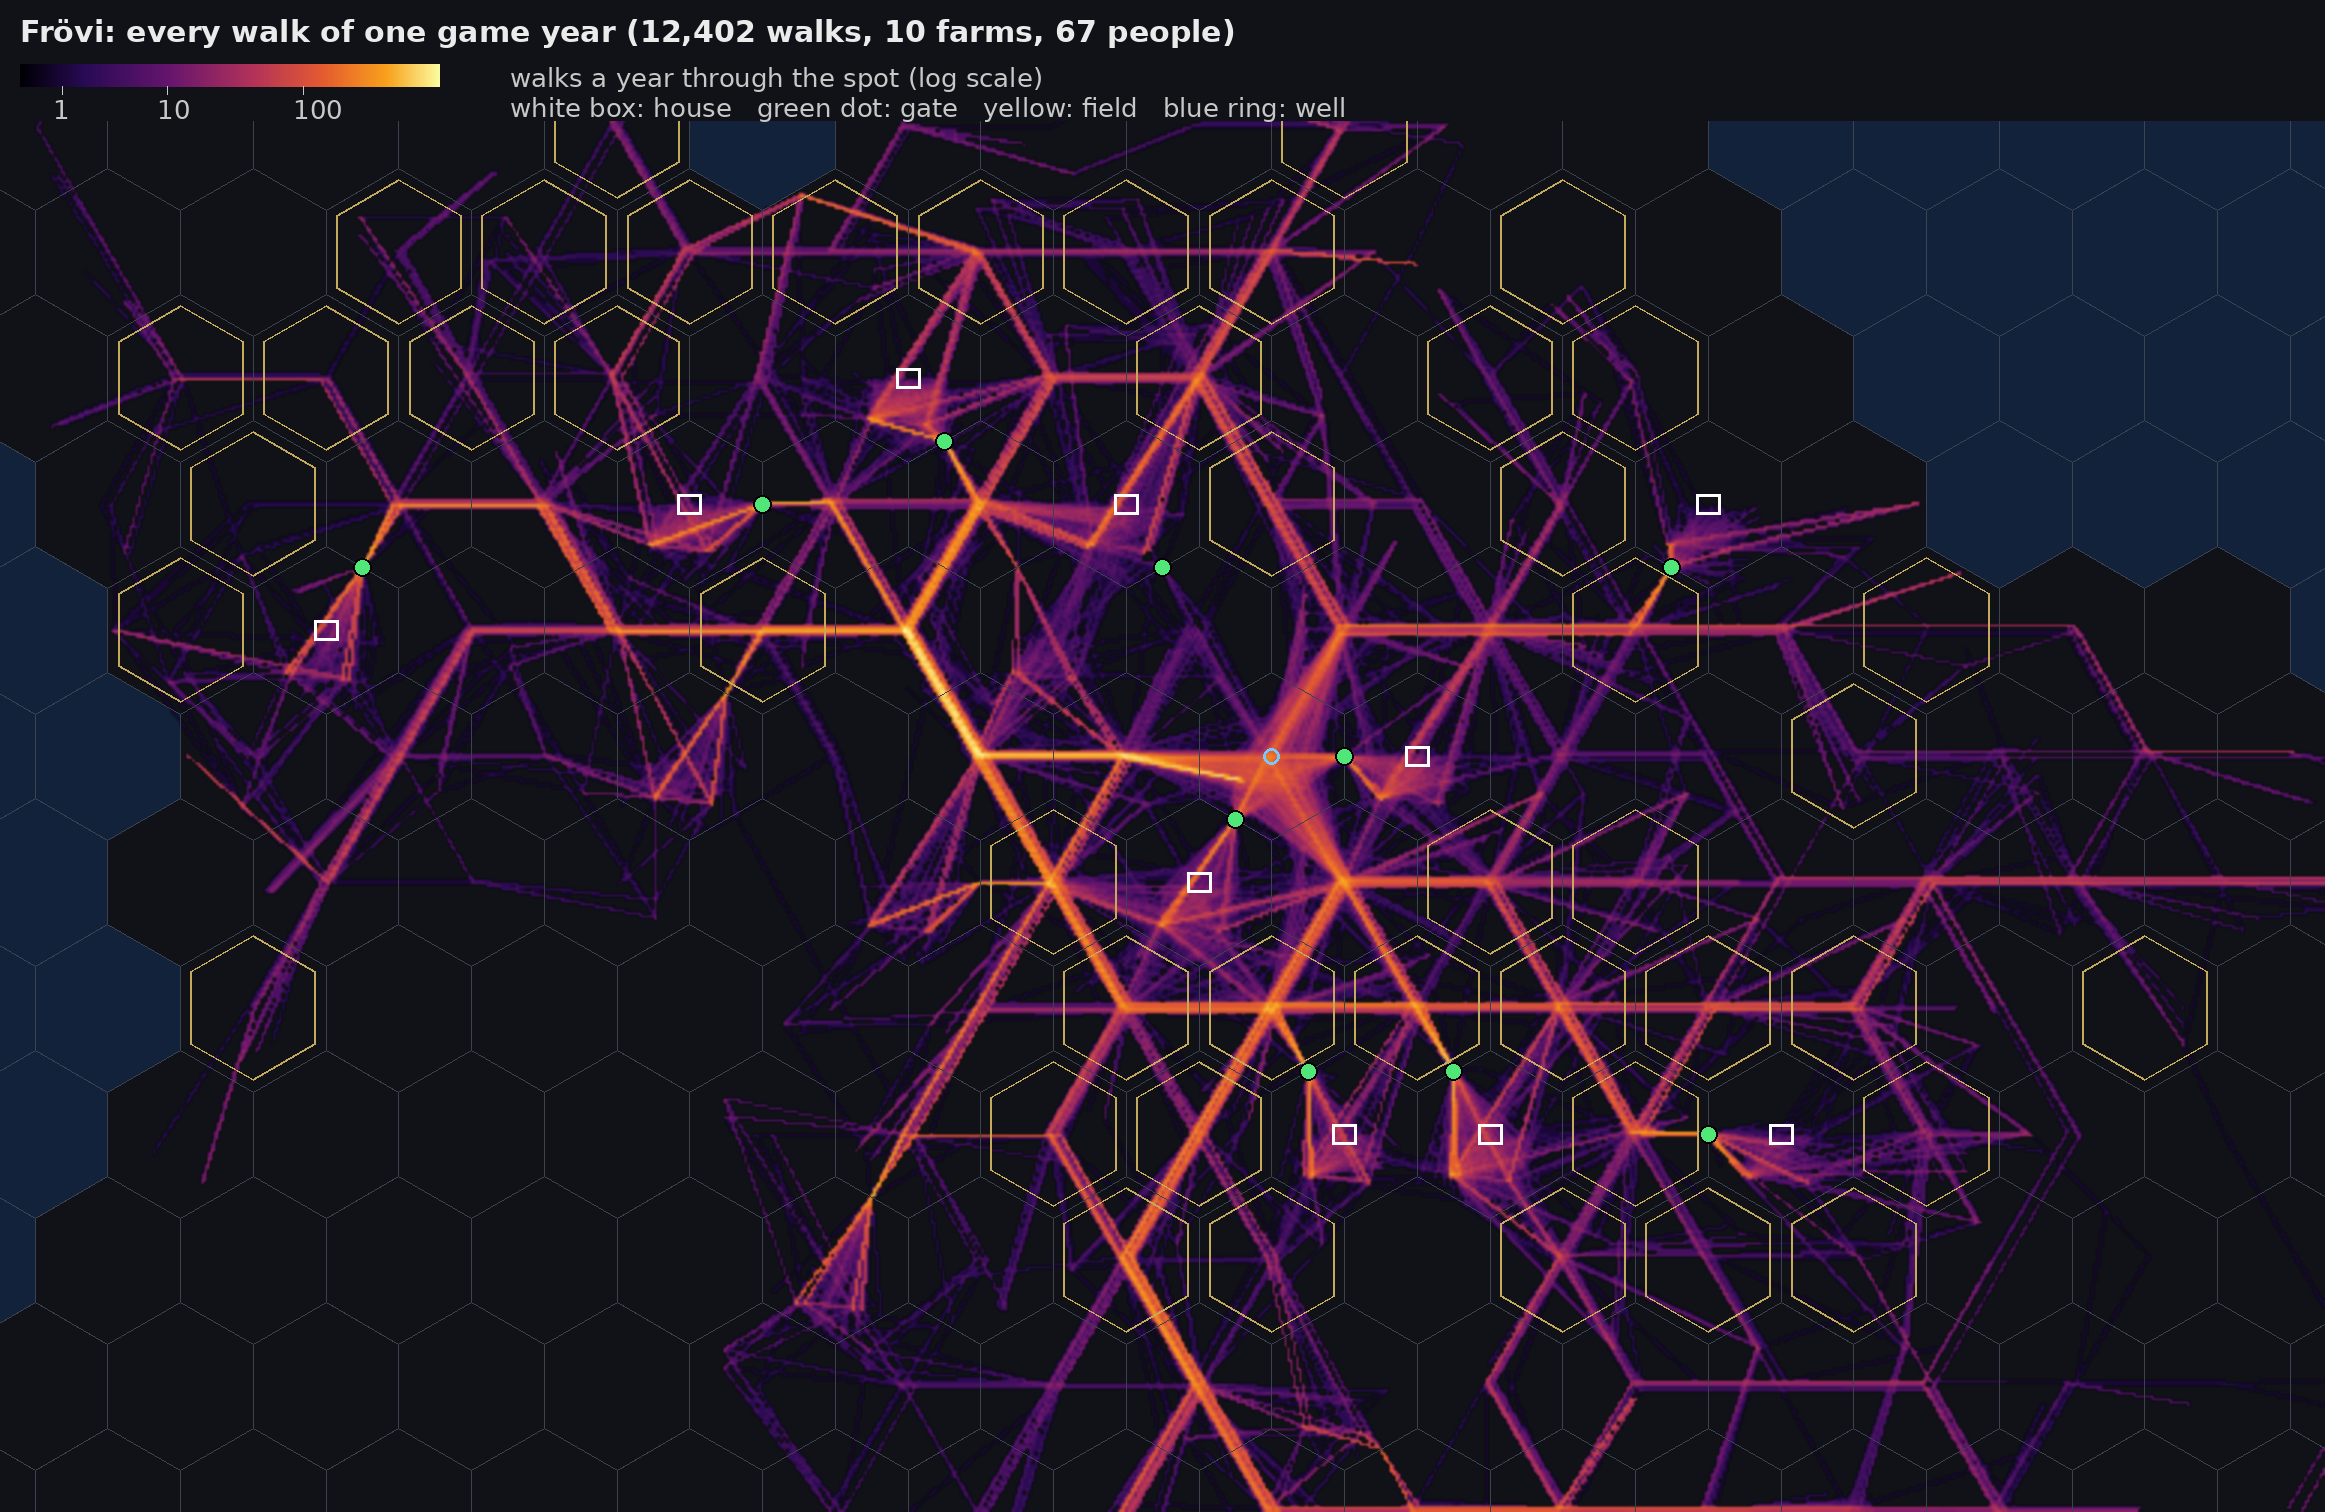 Frövi: every walk of one game year (12,402 walks, 10 farms, 67 people)
walks a year through the spot (log scale)
1 10 100
white box: house green dot: gate yellow: field blue ring: well